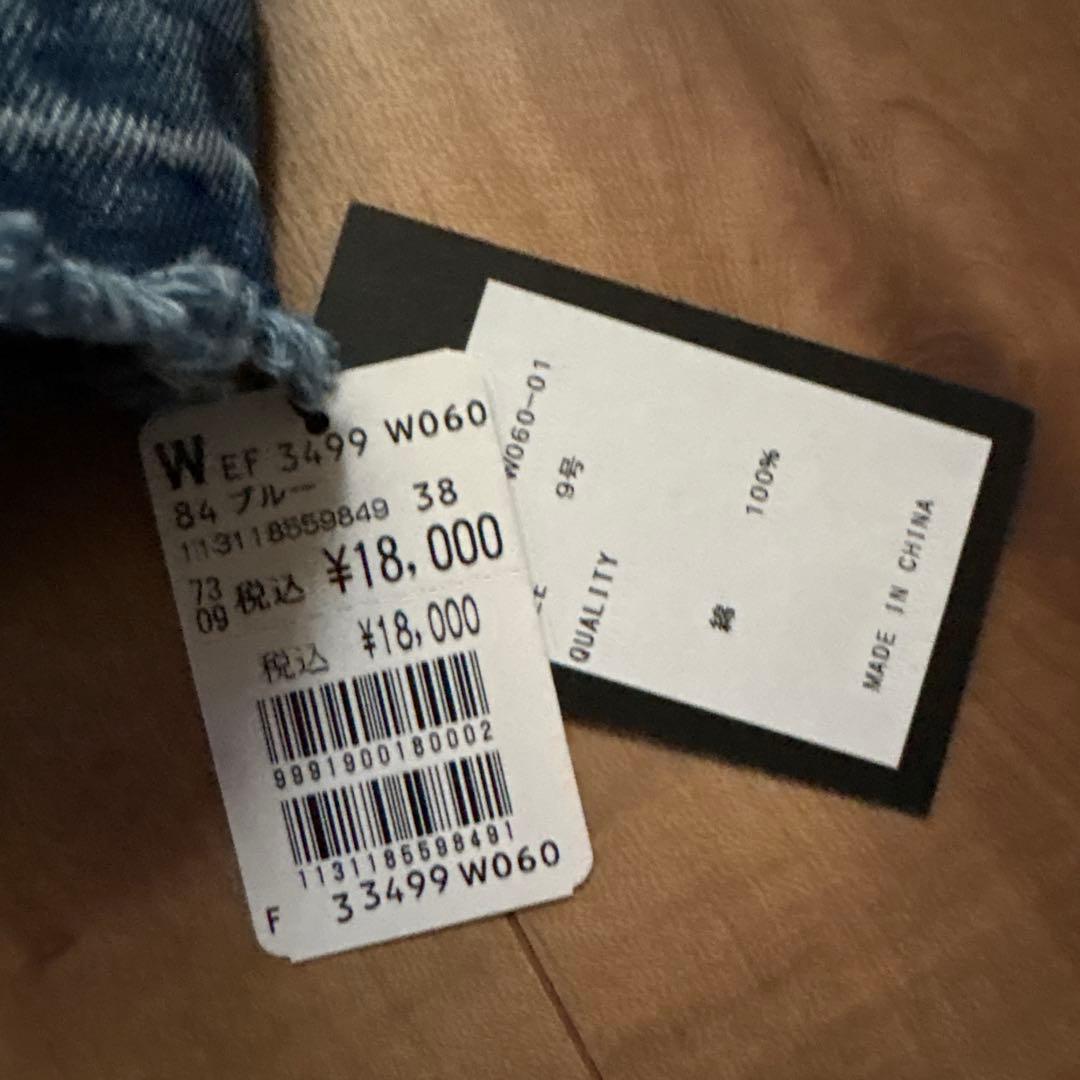 W EF 3499 W060
84 ブルー
113118559849 38
73
09 税込 ¥18,000
税込 ¥18,000
9991900180002
1131185598491
F 33499 W060
W060-01
9号
QUALITY
綿 100%
MADE IN CHINA